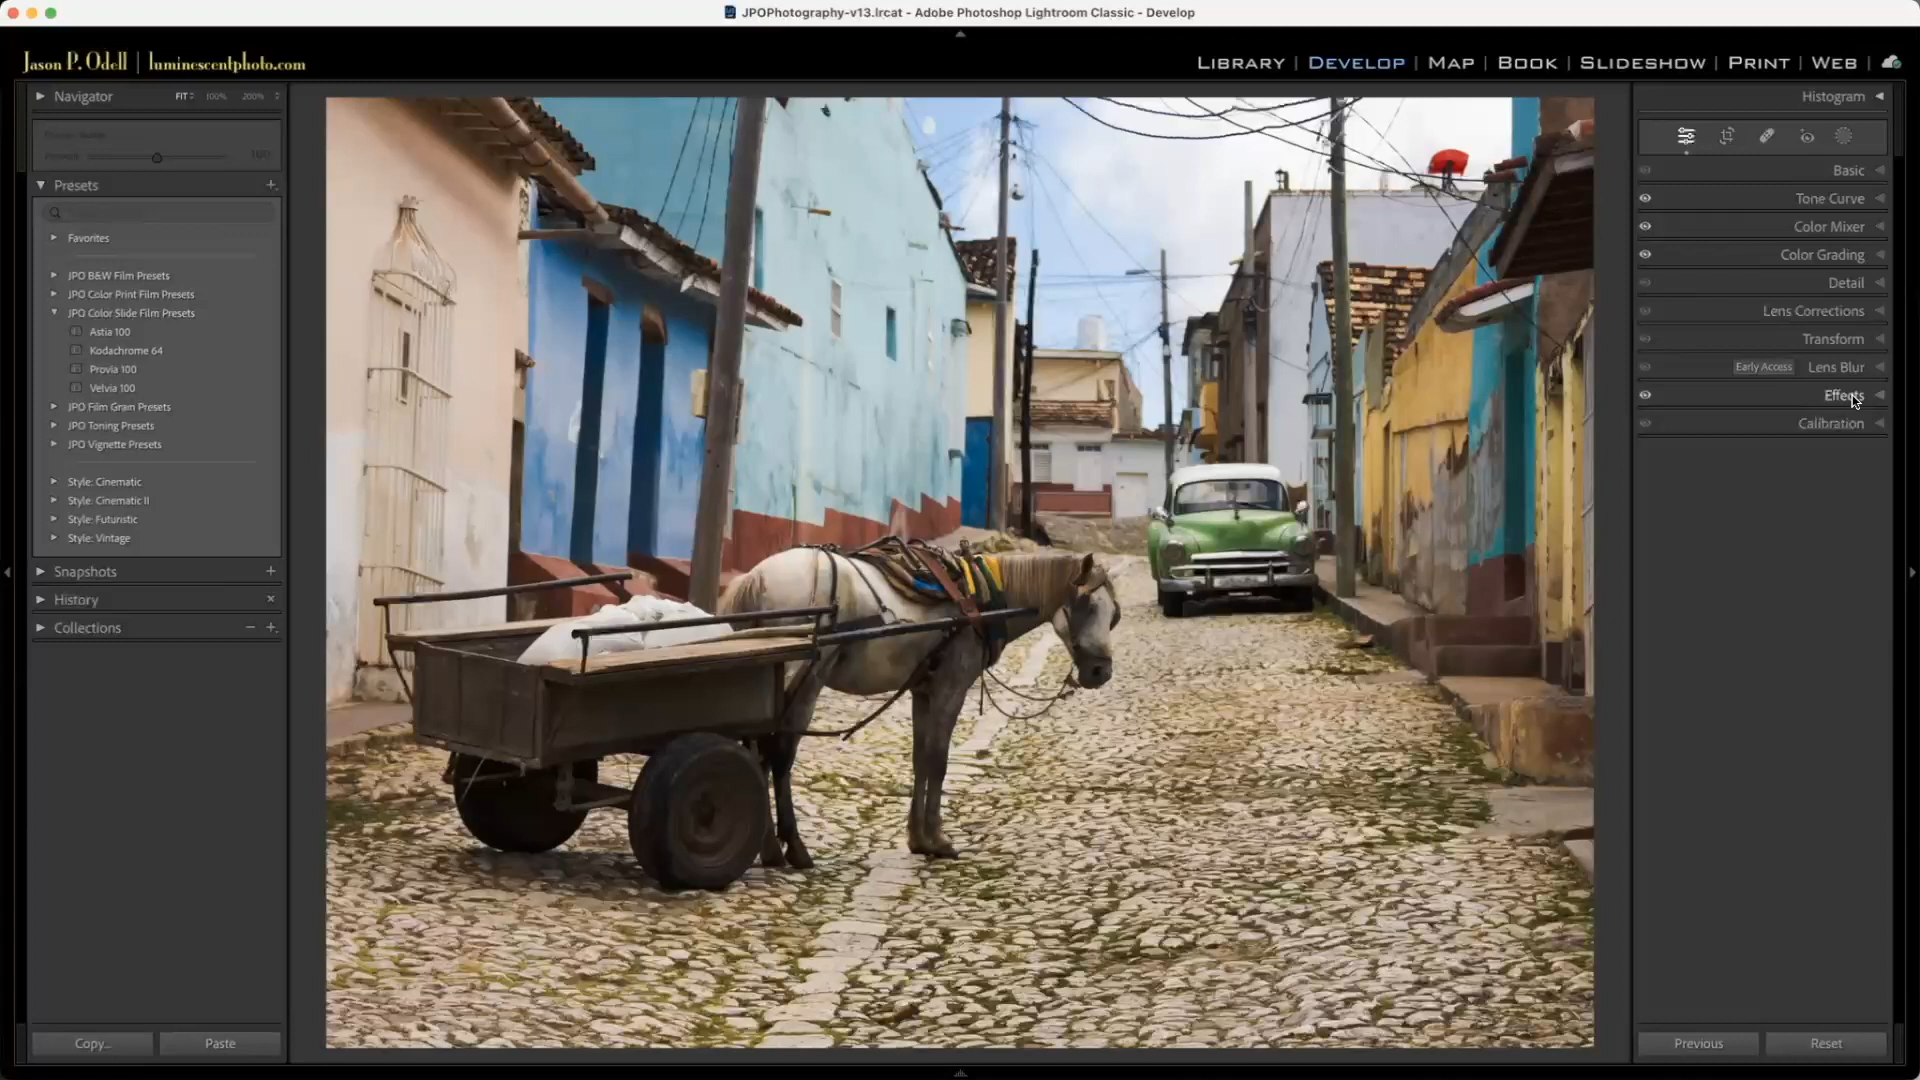 JPOPhotography-v13.lrcat - Adobe Photoshop Lightroom Classic - Develop
Jason P. Odell | luminescentphoto.com
LIBRARY | DEVELOP | MAP | BOOK | SLIDESHOW | PRINT | WEB |
Navigator FIT 100% 200%
100
Presets +
Favorites
JPO B&W Film Presets
JPO Color Print Film Presets
JPO Color Slide Film Presets
Astia 100
Kodachrome 64
Provia 100
Velvia 100
JPO Film Grain Presets
JPO Toning Presets
JPO Vignette Presets
Style: Cinematic
Style: Cinematic II
Style: Futuristic
Style: Vintage
Snapshots +
History ×
Collections − +
Copy...
Paste
Histogram
Basic
Tone Curve
Color Mixer
Color Grading
Detail
Lens Corrections
Transform
Early Access Lens Blur
Effects
Calibration
Previous
Reset